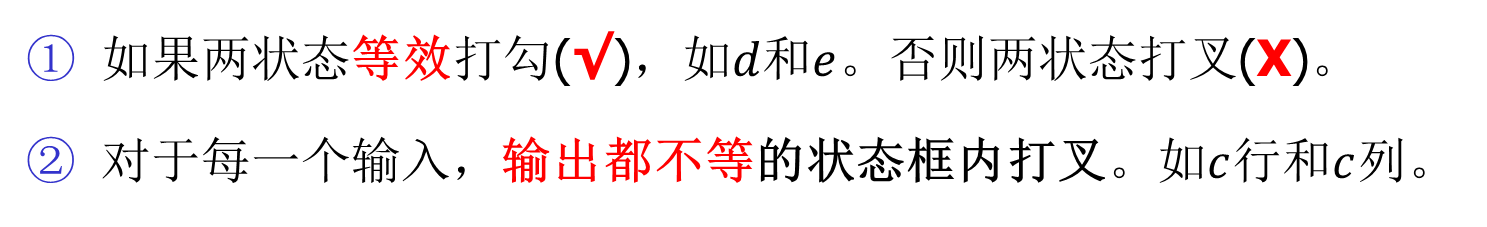 ① 如果两状态等效打勾(√)，如d和e。否则两状态打叉(X)。
② 对于每一个输入，输出都不等的状态框内打叉。如c行和c列。